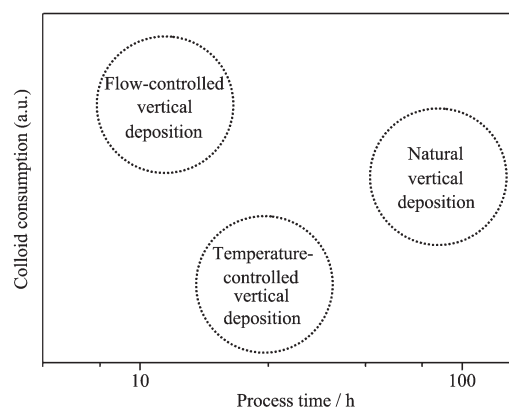 Colloid consumption (a.u.)
Flow-controlled
vertical
deposition
Natural
vertical
deposition
Temperature-
controlled
vertical
deposition
10
100
Process time / h